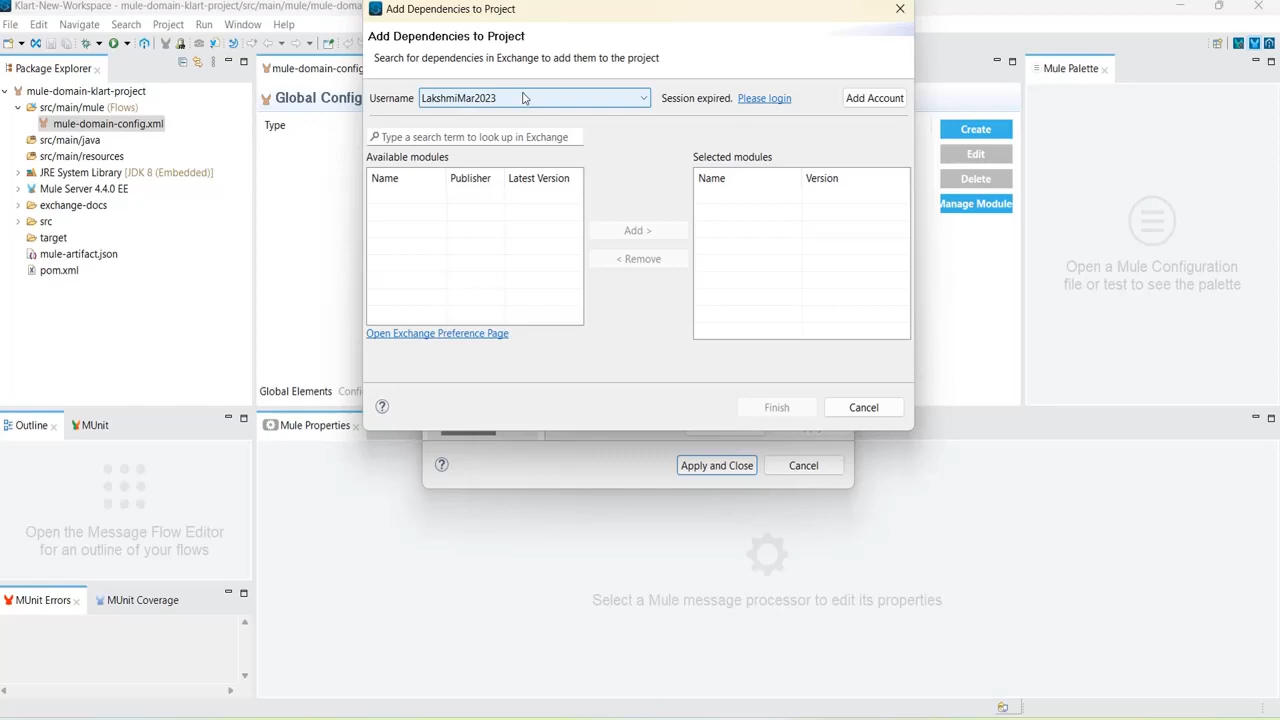 Klart-New-Workspace - mule-domain-klart-project/src/main/mule/mule-dom
File Edit Navigate Search Project Run Window Help
Package Explorer
mule-domain-klart-project
src/main/mule (Flows)
mule-domain-config.xml
src/main/java
src/main/resources
JRE System Library [JDK 8 (Embedded)]
Mule Server 4.4.0 EE
exchange-docs
src
target
mule-artifact.json
pom.xml
mule-domain-config
Global Config
Type
Global Elements
Add Dependencies to Project
Add Dependencies to Project
Search for dependencies in Exchange to add them to the project
Username LakshmiMar2023 Session expired. Please login Add Account
Type a search term to look up in Exchange
Available modules
Name Publisher Latest Version
Add >
< Remove
Selected modules
Name Version
Open Exchange Preference Page
Finish Cancel
Apply and Close Cancel
Create
Edit
Delete
Manage Module
Mule Palette
Open a Mule Configuration
file or test to see the palette
Outline MUnit
Open the Message Flow Editor
for an outline of your flows
MUnit Errors MUnit Coverage
Mule Properties
Select a Mule message processor to edit its properties